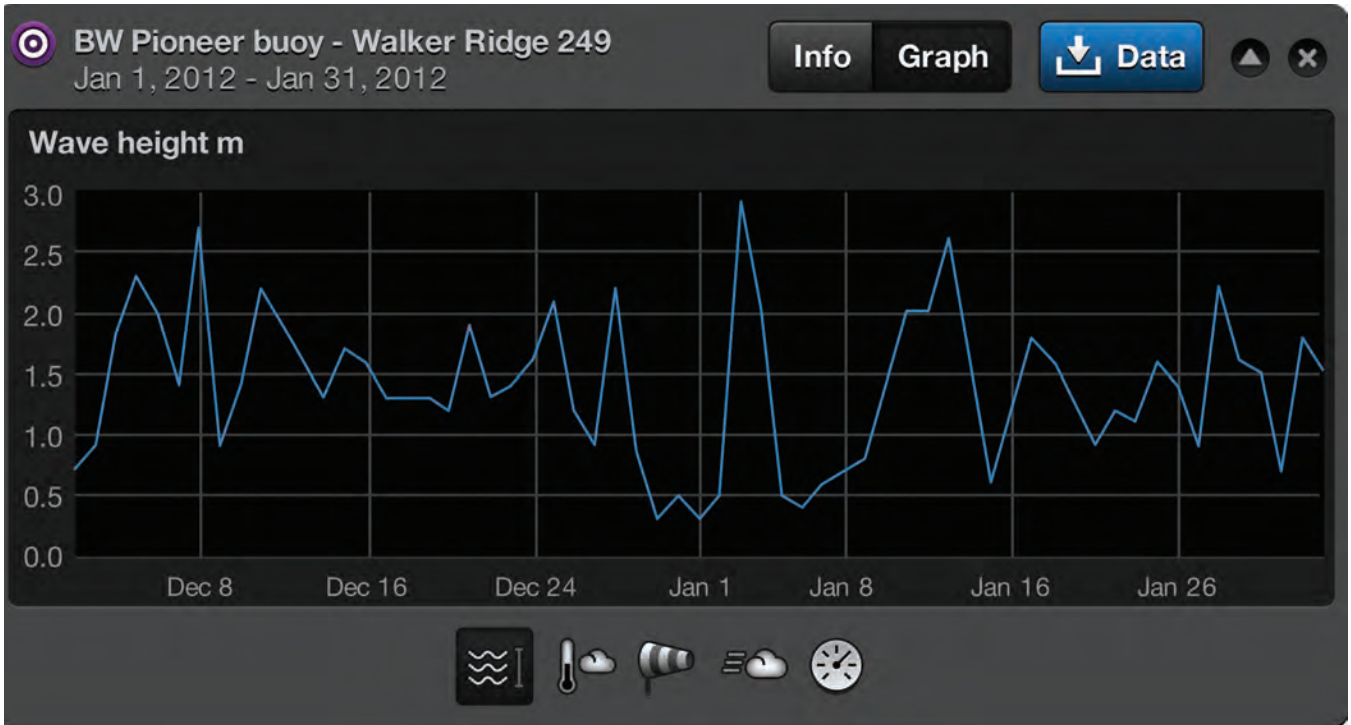 BW Pioneer buoy - Walker Ridge 249
Jan 1, 2012 - Jan 31, 2012
Info
Graph
Data
Wave height m
3.0
2.5
2.0
1.5
1.0
0.5
0.0
Dec 8
Dec 16
Dec 24
Jan 1
Jan 8
Jan 16
Jan 26